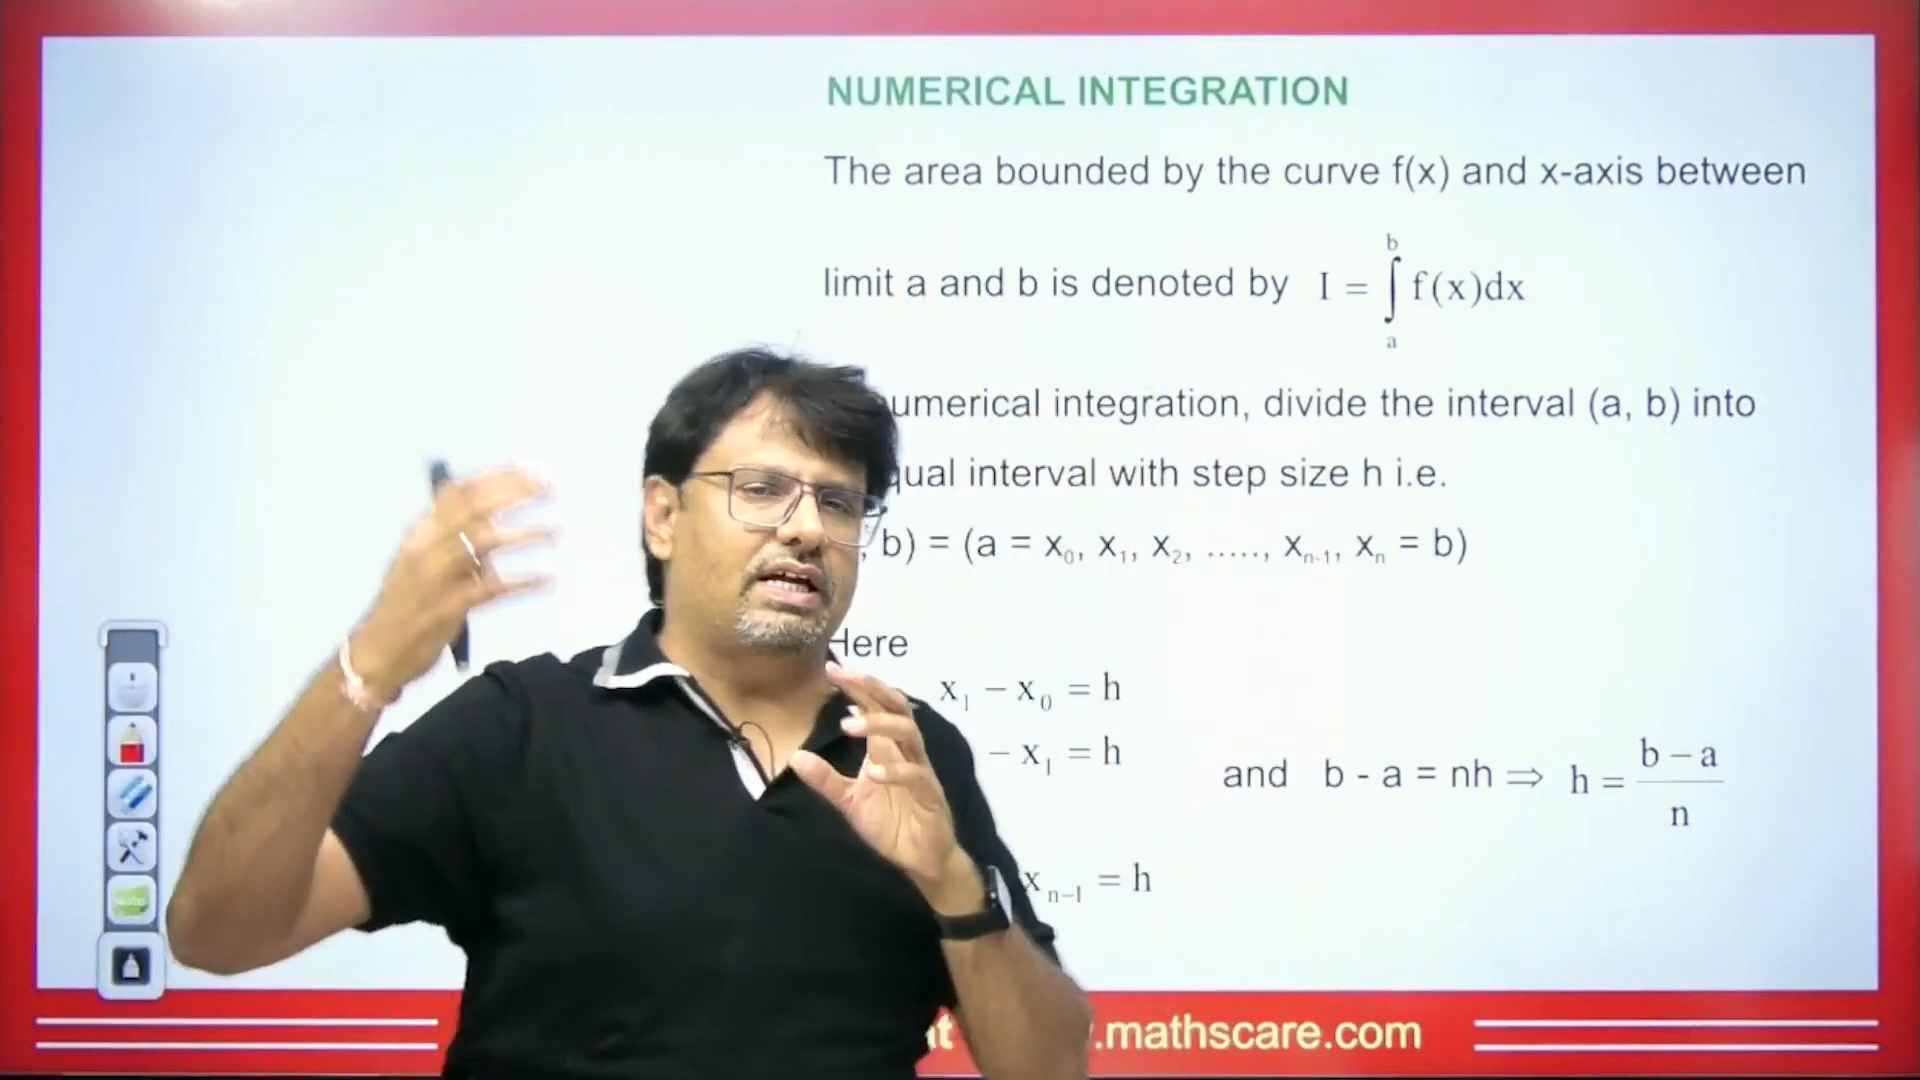 NUMERICAL INTEGRATION
The area bounded by the curve f(x) and x-axis between
limit a and b is denoted by I = ∫ₐᵇ f(x)dx
umerical integration, divide the interval (a, b) into
qual interval with step size h i.e.
, b) = (a = x₀, x₁, x₂, ....., xₙ₋₁, xₙ = b)
Here
x₁ – x₀ = h
– x₁ = h
and b - a = nh ⇒ h = (b – a)/n
xₙ₋₁ = h
at .mathscare.com